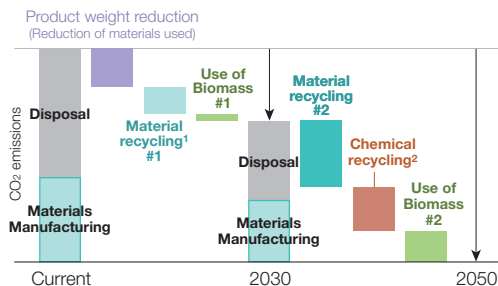 Product weight reduction
(Reduction of materials used)
Use of
Biomass
#1
Material
recycling
#2
Disposal
Material
recycling¹
#1
Chemical
recycling²
Disposal
CO₂ emissions
Materials
Manufacturing
Materials
Manufacturing
Use of
Biomass
#2
Current
2030
2050